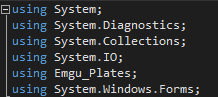 using System;
using System.Diagnostics;
using System.Collections;
using System.IO;
using Emgu_Plates;
using System.Windows.Forms;